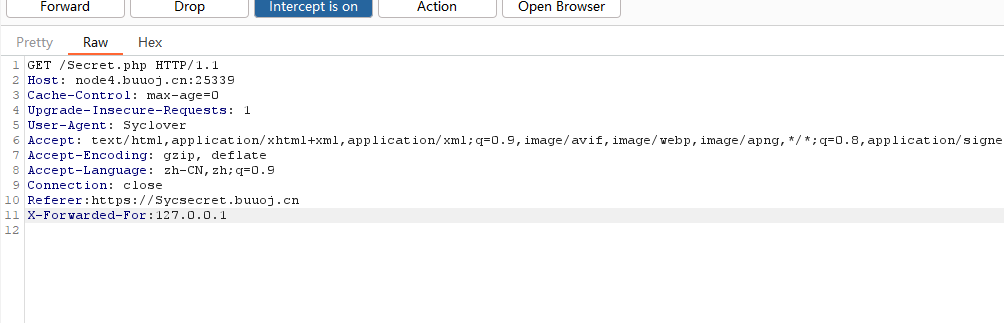 Forward Drop Intercept is on Action Open Browser
Pretty Raw Hex
1 GET /Secret.php HTTP/1.1
2 Host: node4.buuoj.cn:25339
3 Cache-Control: max-age=0
4 Upgrade-Insecure-Requests: 1
5 User-Agent: Syclover
6 Accept: text/html,application/xhtml+xml,application/xml;q=0.9,image/avif,image/webp,image/apng,*/*;q=0.8,application/signe
7 Accept-Encoding: gzip, deflate
8 Accept-Language: zh-CN,zh;q=0.9
9 Connection: close
10 Referer:https://Sycsecret.buuoj.cn
11 X-Forwarded-For:127.0.0.1
12